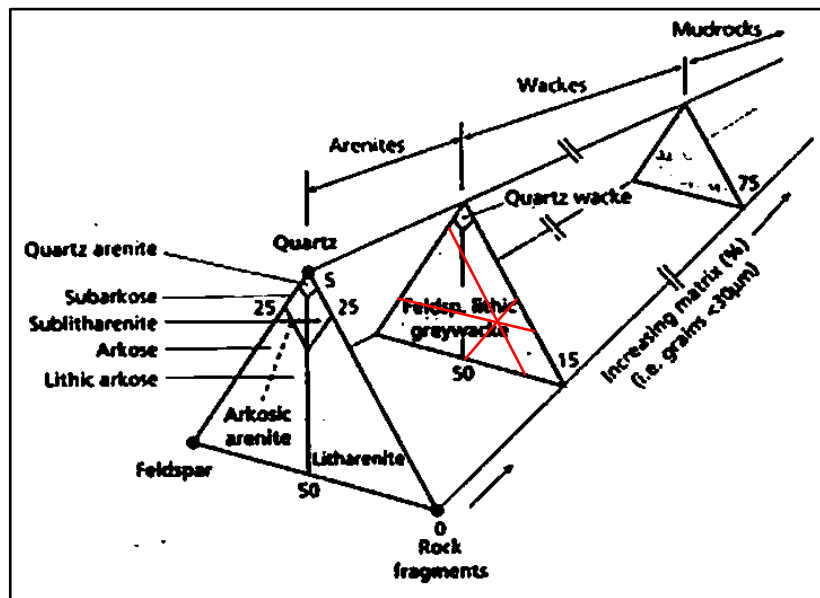 Mudrocks
Wackes
Arenites
75
Quartz wacke
Quartz
Quartz arenite
5
Subarkose
25
25
Sublitharenite
Feldsp. lithic
greywacke
Arkose
Lithic arkose
50
15
Increasing matrix (%)
(i.e. grains <30µm)
Arkosic
arenite
Litharenite
Feldspar
50
0
Rock
fragments